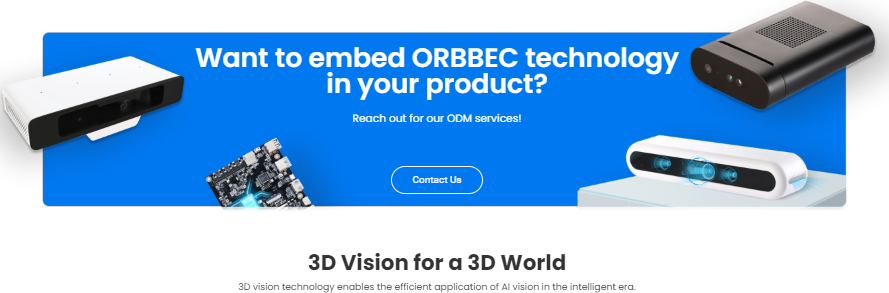 Want to embed ORBBEC technology
in your product?
Reach out for our ODM services!
Contact Us
3D Vision for a 3D World
3D vision technology enables the efficient application of AI vision in the intelligent era.